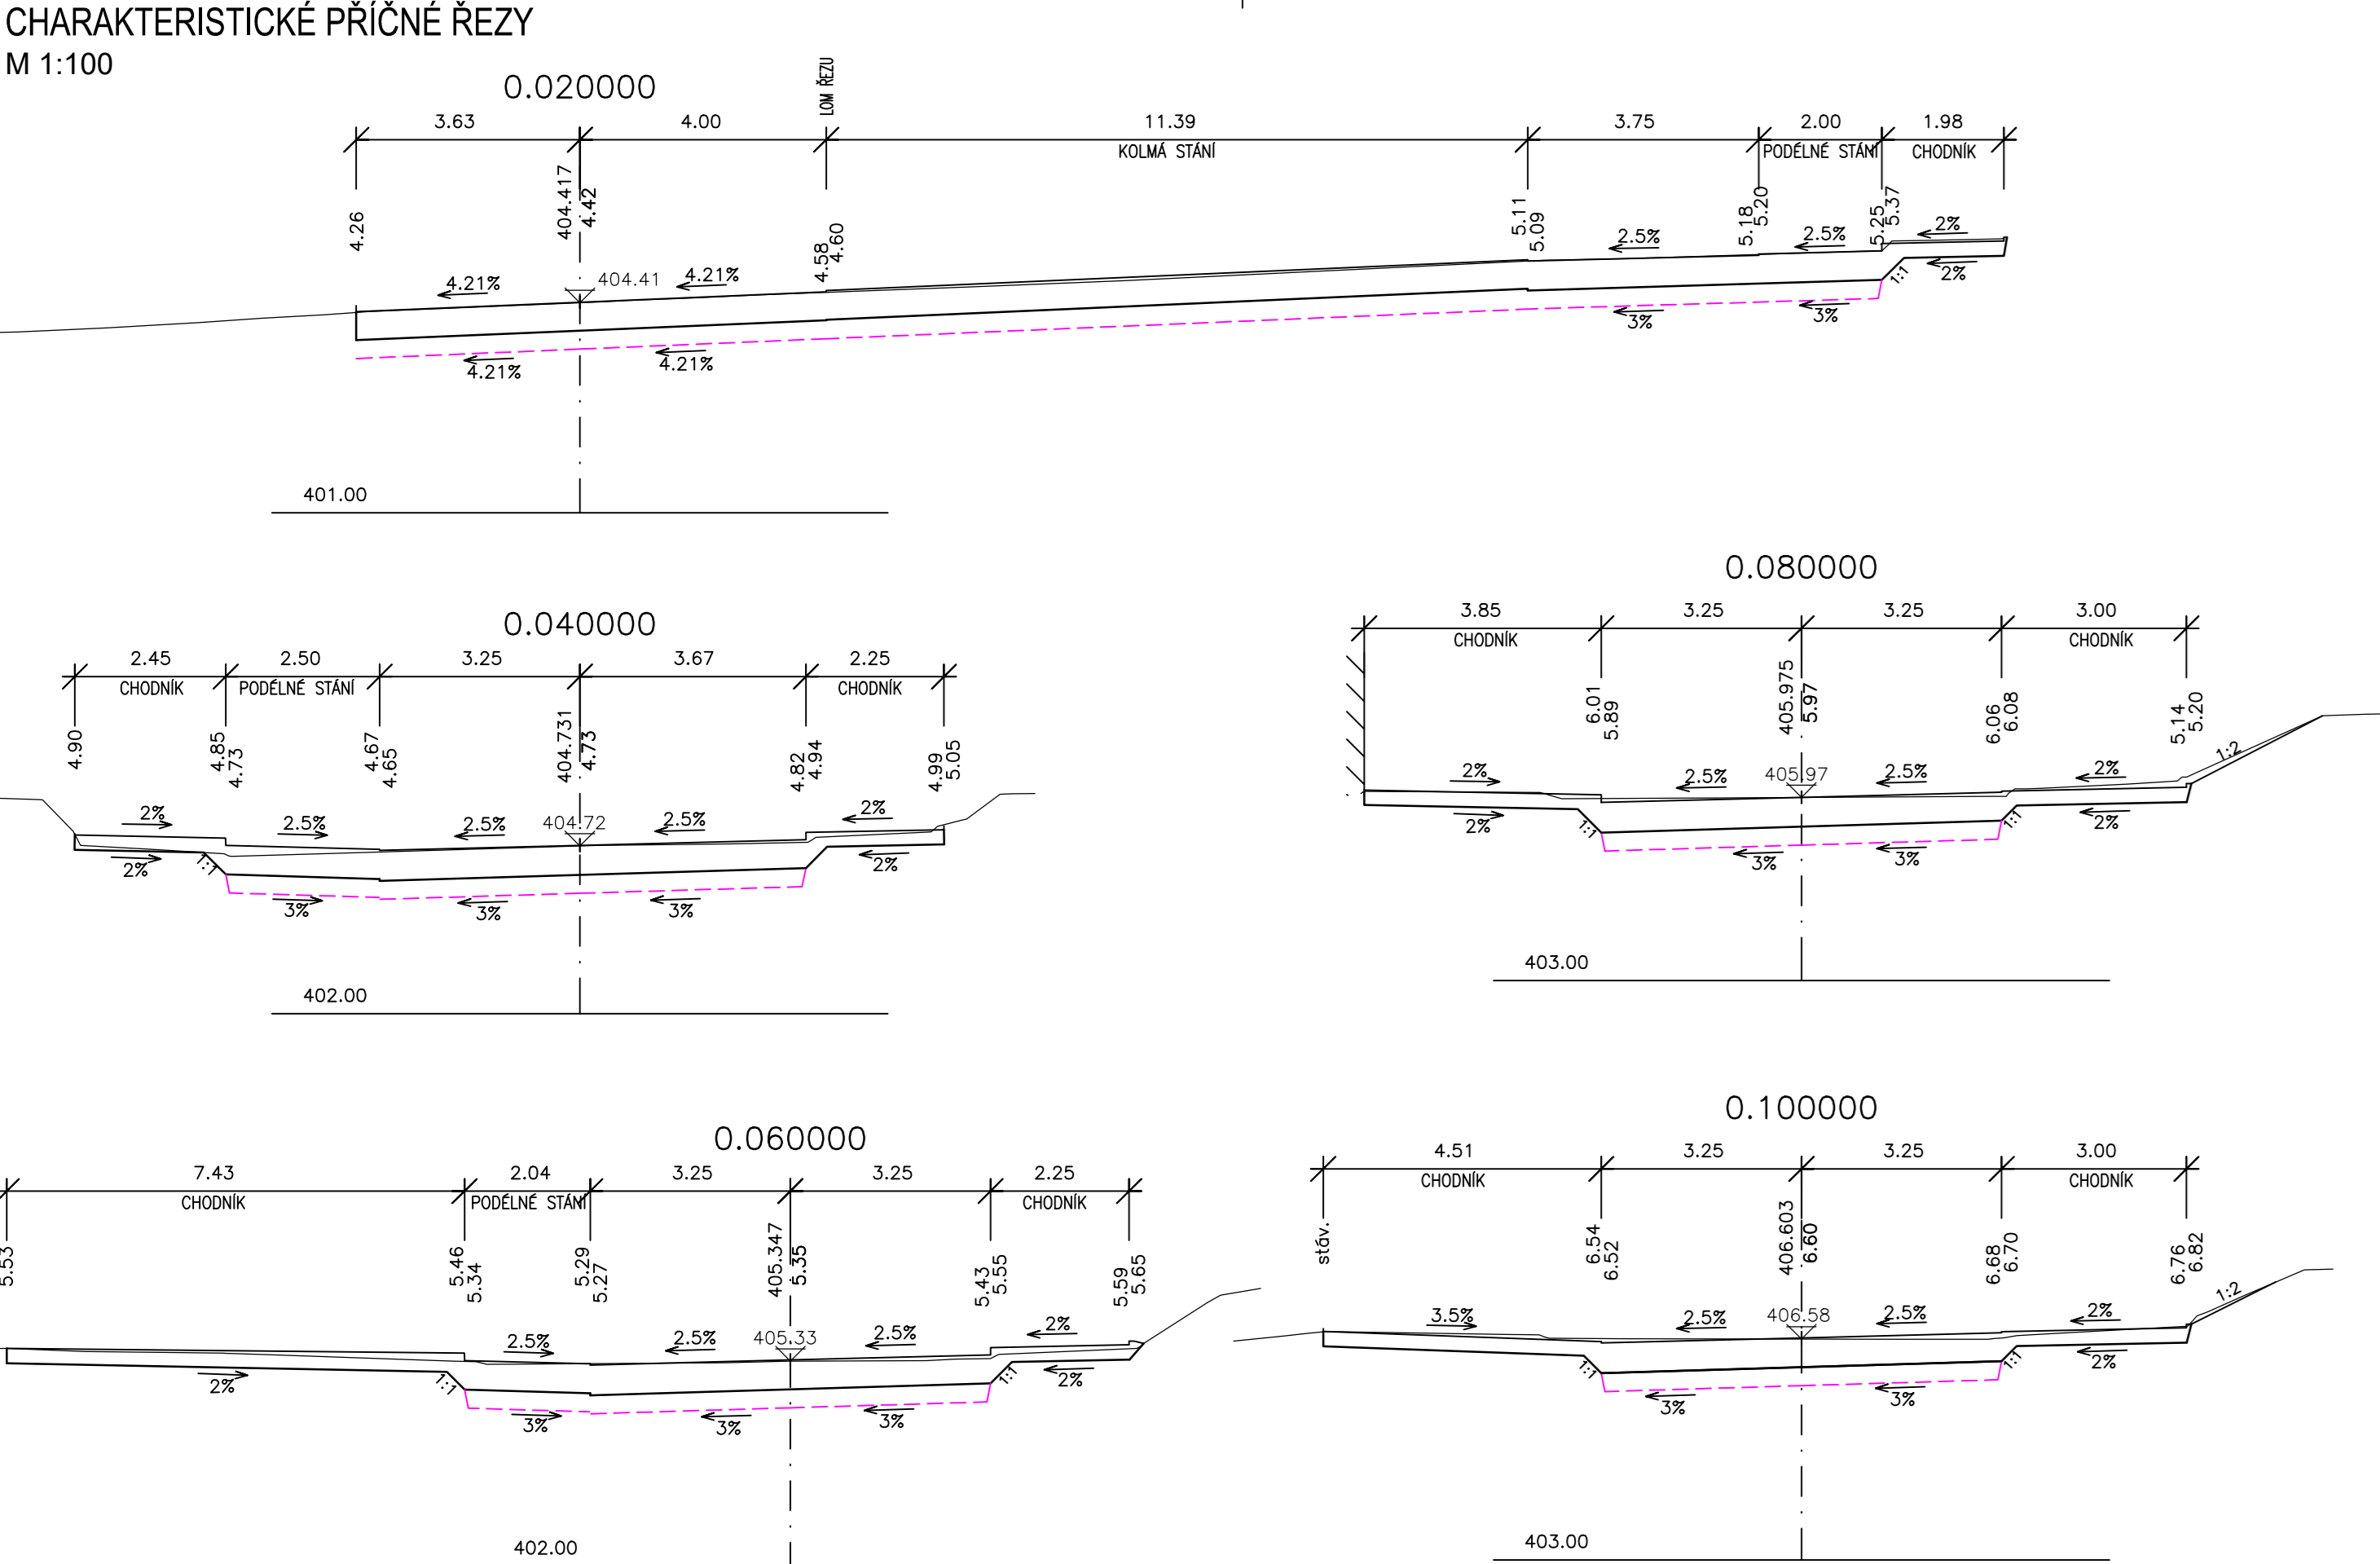 CHARAKTERISTICKÉ PŘÍČNÉ ŘEZY
M 1:100
0.020000
LOM ŘEZU
3.63 4.00 11.39 3.75 2.00 1.98
KOLMÁ STÁNÍ PODÉLNÉ STÁNÍ CHODNÍK
4.26 404.417 4.42 4.58 4.60 5.11 5.09 5.18 5.20 5.25 5.37
4.21% 404.41 4.21% 2.5% 2.5% 2%
4.21% 4.21% 3% 3% 1:1 2%
401.00
0.040000
2.45 2.50 3.25 3.67 2.25
CHODNÍK PODÉLNÉ STÁNÍ CHODNÍK
4.90 4.85 4.73 4.67 4.65 404.731 4.73 4.82 4.94 4.99 5.05
2% 2.5% 2.5% 404.72 2.5% 2%
2% 1:1 3% 3% 3% 2%
402.00
0.080000
3.85 3.25 3.25 3.00
CHODNÍK CHODNÍK
6.01 5.89 405.975 5.97 6.06 6.08 5.14 5.20
2% 2.5% 405.97 2.5% 2% 1:2
2% 1:1 3% 3% 1:1 2%
403.00
0.060000
7.43 2.04 3.25 3.25 2.25
CHODNÍK PODÉLNÉ STÁNÍ CHODNÍK
5.53 5.46 5.34 5.29 5.27 405.347 5.35 5.43 5.55 5.59 5.65
2.5% 2.5% 405.33 2.5% 2%
2% 1:1 3% 3% 3% 1:1 2%
402.00
0.100000
4.51 3.25 3.25 3.00
CHODNÍK CHODNÍK
stáv. 6.54 6.52 406.603 6.60 6.68 6.70 6.76 6.82
3.5% 2.5% 406.58 2.5% 2% 1:2
1:1 3% 3% 1:1 2%
403.00